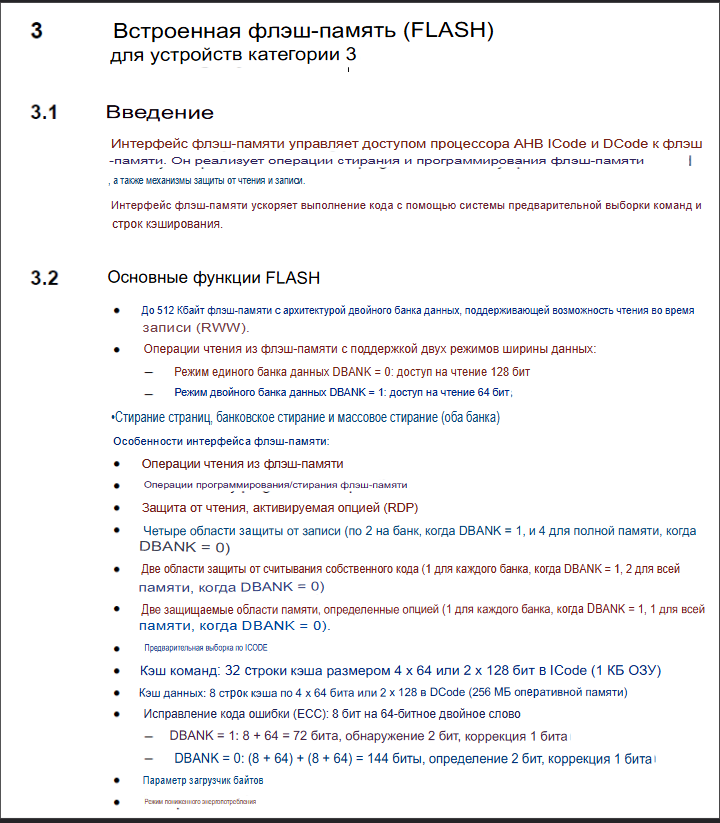 3 Встроенная флэш-память (FLASH)
для устройств категории 3
3.1 Введение
Интерфейс флэш-памяти управляет доступом процессора AHB ICode и DCode к флэш
-памяти. Он реализует операции стирания и программирования флэш-памяти
, а также механизмы защиты от чтения и записи.
Интерфейс флэш-памяти ускоряет выполнение кода с помощью системы предварительной выборки команд и
строк кэширования.
3.2 Основные функции FLASH
● До 512 Кбайт флэш-памяти с архитектурой двойного банка данных, поддерживающей возможность чтения во время
записи (RWW).
● Операции чтения из флэш-памяти с поддержкой двух режимов ширины данных:
– Режим единого банка данных DBANK = 0: доступ на чтение 128 бит
– Режим двойного банка данных DBANK = 1: доступ на чтение 64 бит,
•Стирание страниц, банковское стирание и массовое стирание (оба банка)
Особенности интерфейса флэш-памяти:
● Операции чтения из флэш-памяти
● Операции программирования/стирания флэш-памяти
● Защита от чтения, активируемая опцией (RDP)
● Четыре области защиты от записи (по 2 на банк, когда DBANK = 1, и 4 для полной памяти, когда
DBANK = 0)
● Две области защиты от считывания собственного кода (1 для каждого банка, когда DBANK = 1, 2 для всей
памяти, когда DBANK = 0)
● Две защищаемые области памяти, определенные опцией (1 для каждого банка, когда DBANK = 1, 1 для всей
памяти, когда DBANK = 0).
● Предварительная выборка по ICODE
● Кэш команд: 32 строки кэша размером 4 x 64 или 2 x 128 бит в ICode (1 КБ ОЗУ)
● Кэш данных: 8 строк кэша по 4 x 64 бита или 2 x 128 в DCode (256 МБ оперативной памяти)
● Исправление кода ошибки (ECC): 8 бит на 64-битное двойное слово
– DBANK = 1: 8 + 64 = 72 бита, обнаружение 2 бит, коррекция 1 бита
– DBANK = 0: (8 + 64) + (8 + 64) = 144 биты, определение 2 бит, коррекция 1 бита
● Параметр загрузчик байтов
● Режим пониженного энергопотребления